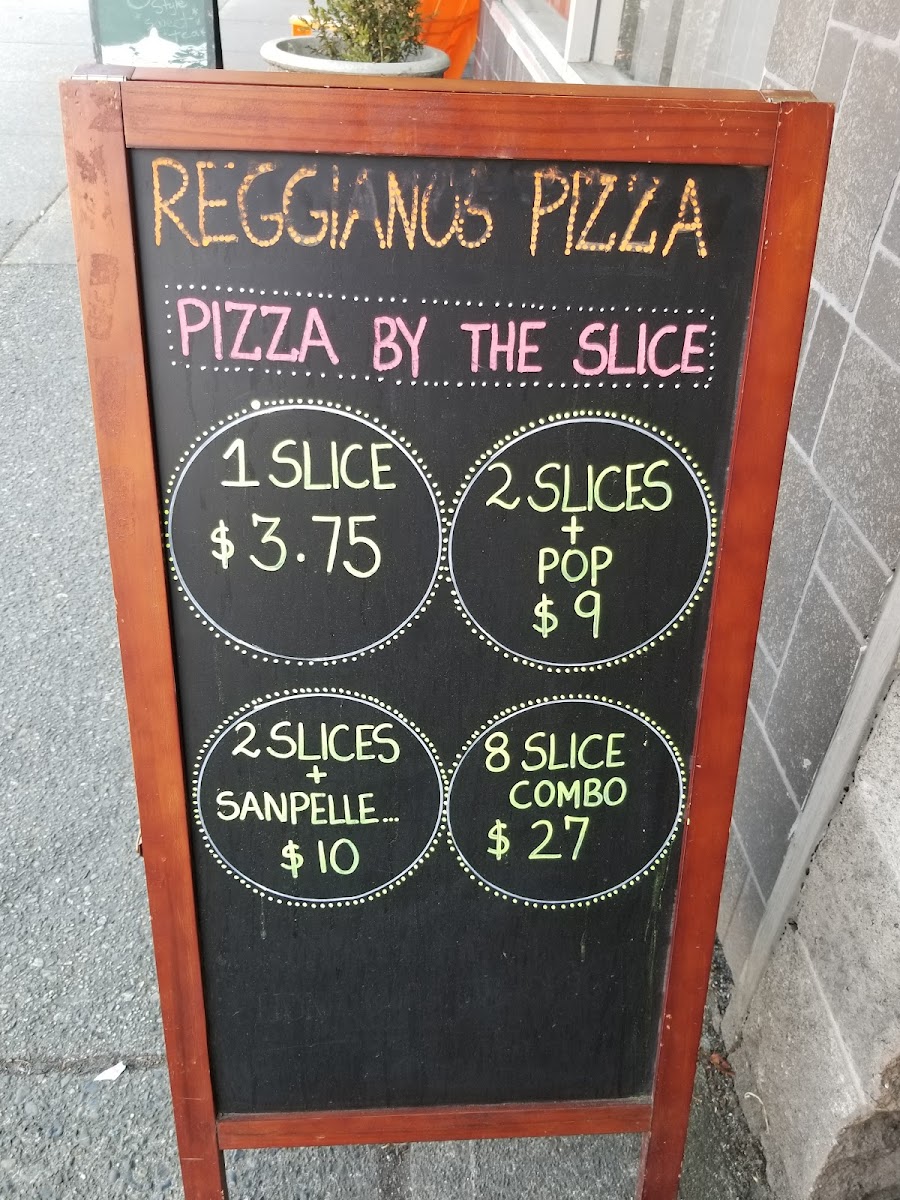 Style
REGGIANOS PIZZA
PIZZA BY THE SLICE
1 SLICE
$3.75
2 SLICES
+
POP
$9
2 SLICES
+
SANPELLE...
$10
8 SLICE
COMBO
$27